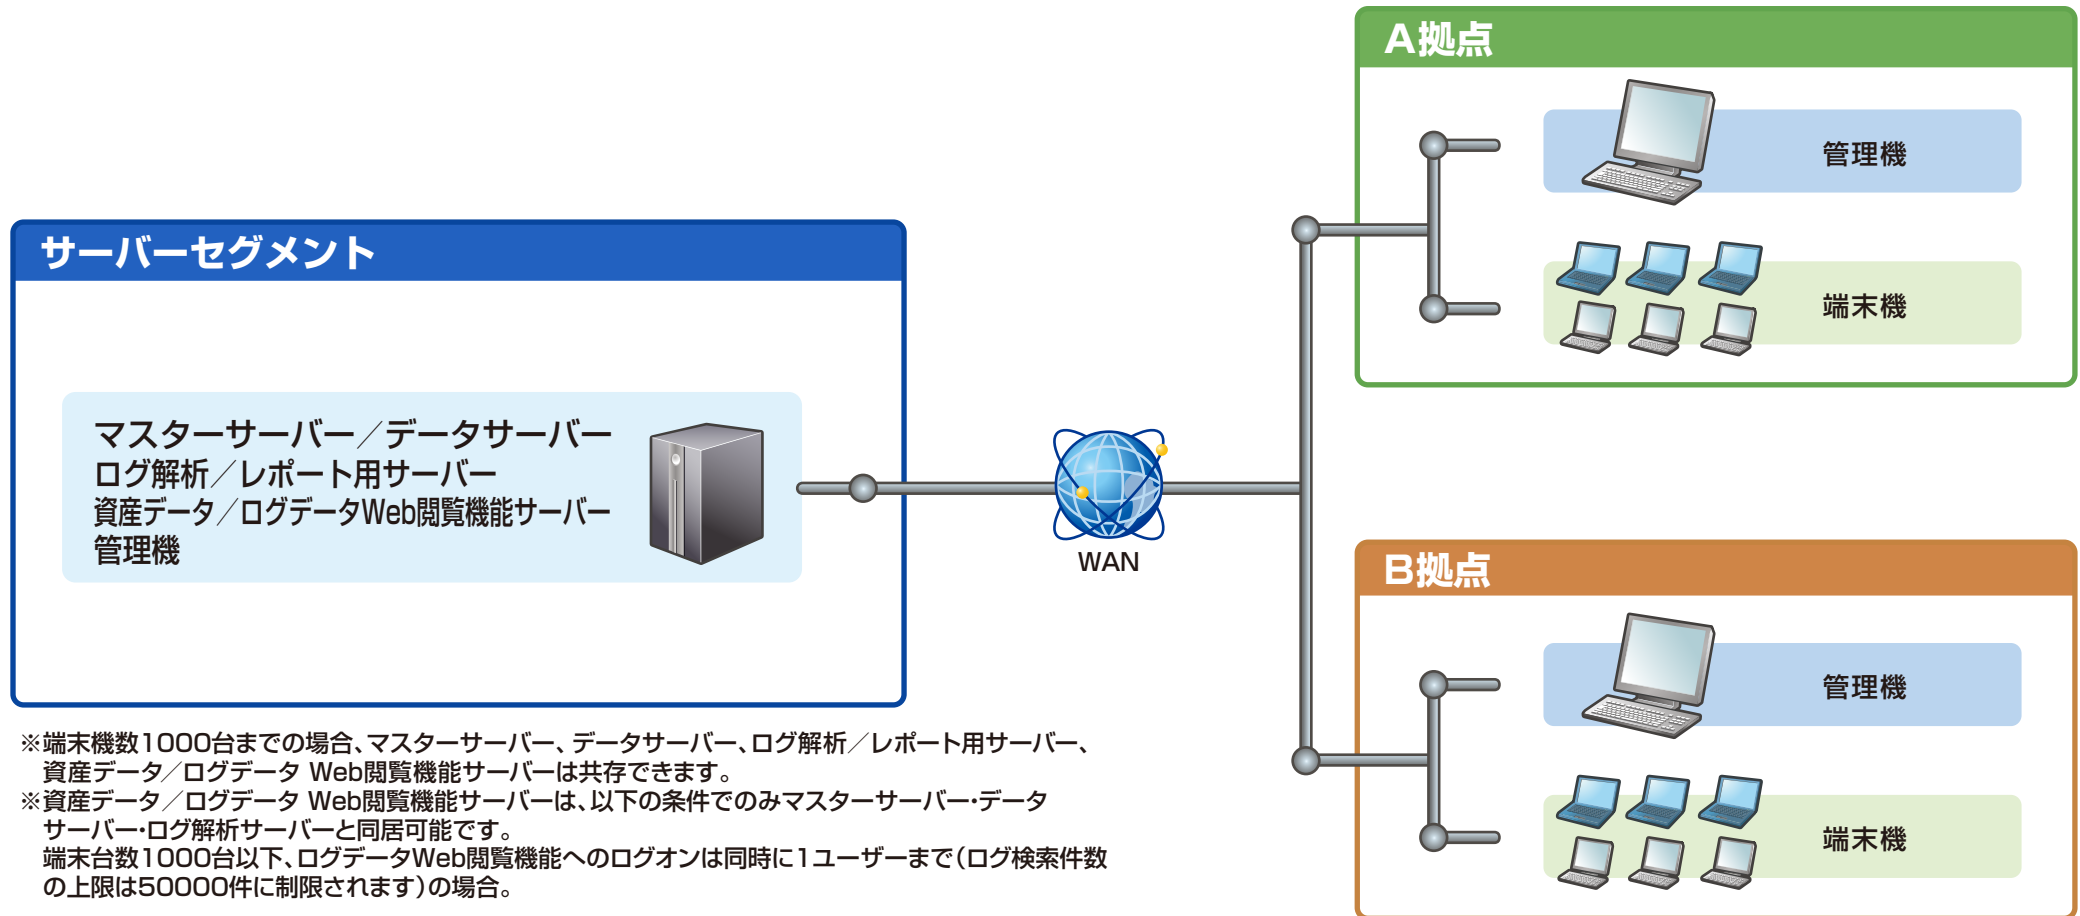 A拠点
管理機
端末機
サーバーセグメント
マスターサーバー／データサーバー
ログ解析／レポート用サーバー
資産データ／ログデータWeb閲覧機能サーバー
管理機
WAN
B拠点
管理機
端末機
※端末機数1000台までの場合、マスターサーバー、データサーバー、ログ解析／レポート用サーバー、
資産データ／ログデータ Web閲覧機能サーバーは共存できます。
※資産データ／ログデータ Web閲覧機能サーバーは、以下の条件でのみマスターサーバー・データ
サーバー・ログ解析サーバーと同居可能です。
端末台数1000台以下、ログデータWeb閲覧機能へのログオンは同時に1ユーザーまで（ログ検索件数
の上限は50000件に制限されます）の場合。